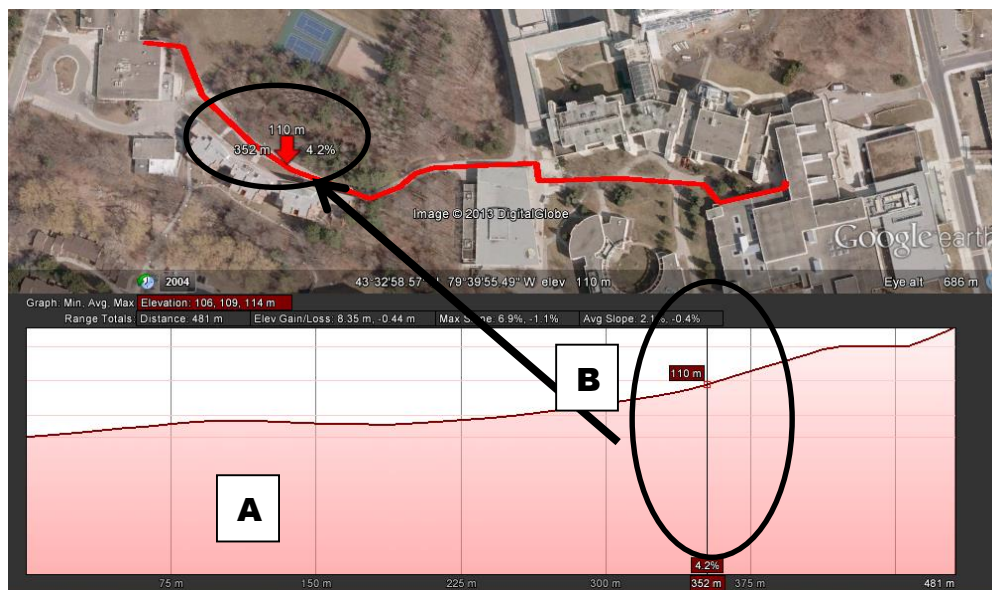 110 m
352 m 4.2%
Image © 2013 DigitalGlobe
Google earth
2004 43°32'58.57" 79°39'55.49" W elev 110 m Eye alt 686 m
Graph: Min, Avg, Max Elevation: 106, 109, 114 m
Range Totals: Distance: 481 m Elev Gain/Loss: 8.35 m, -0.44 m Max 6.9%, -1.1% Avg Slope: 2.1%, -0.4%
B
110 m
A
4.2%
75 m 150 m 225 m 300 m 352 m 375 m 481 m